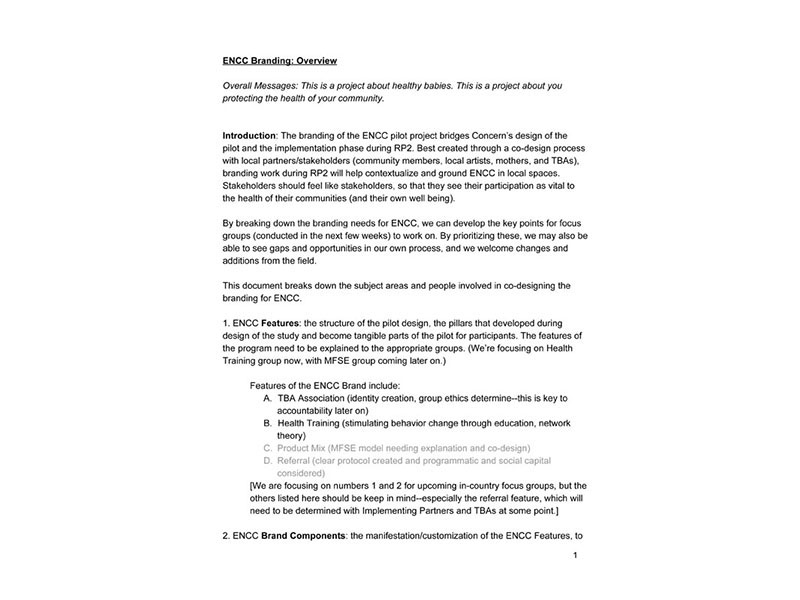 ENCC Branding: Overview
Overall Messages: This is a project about healthy babies. This is a project about you
protecting the health of your community.
Introduction: The branding of the ENCC pilot project bridges Concern's design of the
pilot and the implementation phase during RP2. Best created through a co-design process
with local partners/stakeholders (community members, local artists, mothers, and TBAs),
branding work during RP2 will help contextualize and ground ENCC in local spaces.
Stakeholders should feel like stakeholders, so that they see their participation as vital to
the health of their communities (and their own well being).
By breaking down the branding needs for ENCC, we can develop the key points for focus
groups (conducted in the next few weeks) to work on. By prioritizing these, we may also be
able to see gaps and opportunities in our own process, and we welcome changes and
additions from the field.
This document breaks down the subject areas and people involved in co-designing the
branding for ENCC.
1. ENCC Features: the structure of the pilot design, the pillars that developed during
design of the study and become tangible parts of the pilot for participants. The features of
the program need to be explained to the appropriate groups. (We're focusing on Health
Training group now, with MFSE group coming later on.)
Features of the ENCC Brand include:
A. TBA Association (identity creation, group ethics determine--this is key to
accountability later on)
B. Health Training (stimulating behavior change through education, network
theory)
C. Product Mix (MFSE model needing explanation and co-design)
D. Referral (clear protocol created and programmatic and social capital
considered)
[We are focusing on numbers 1 and 2 for upcoming in-country focus groups, but the
others listed here should be keep in mind--especially the referral feature, which will
need to be determined with Implementing Partners and TBAs at some point.]
2. ENCC Brand Components: the manifestation/customization of the ENCC Features, to
1